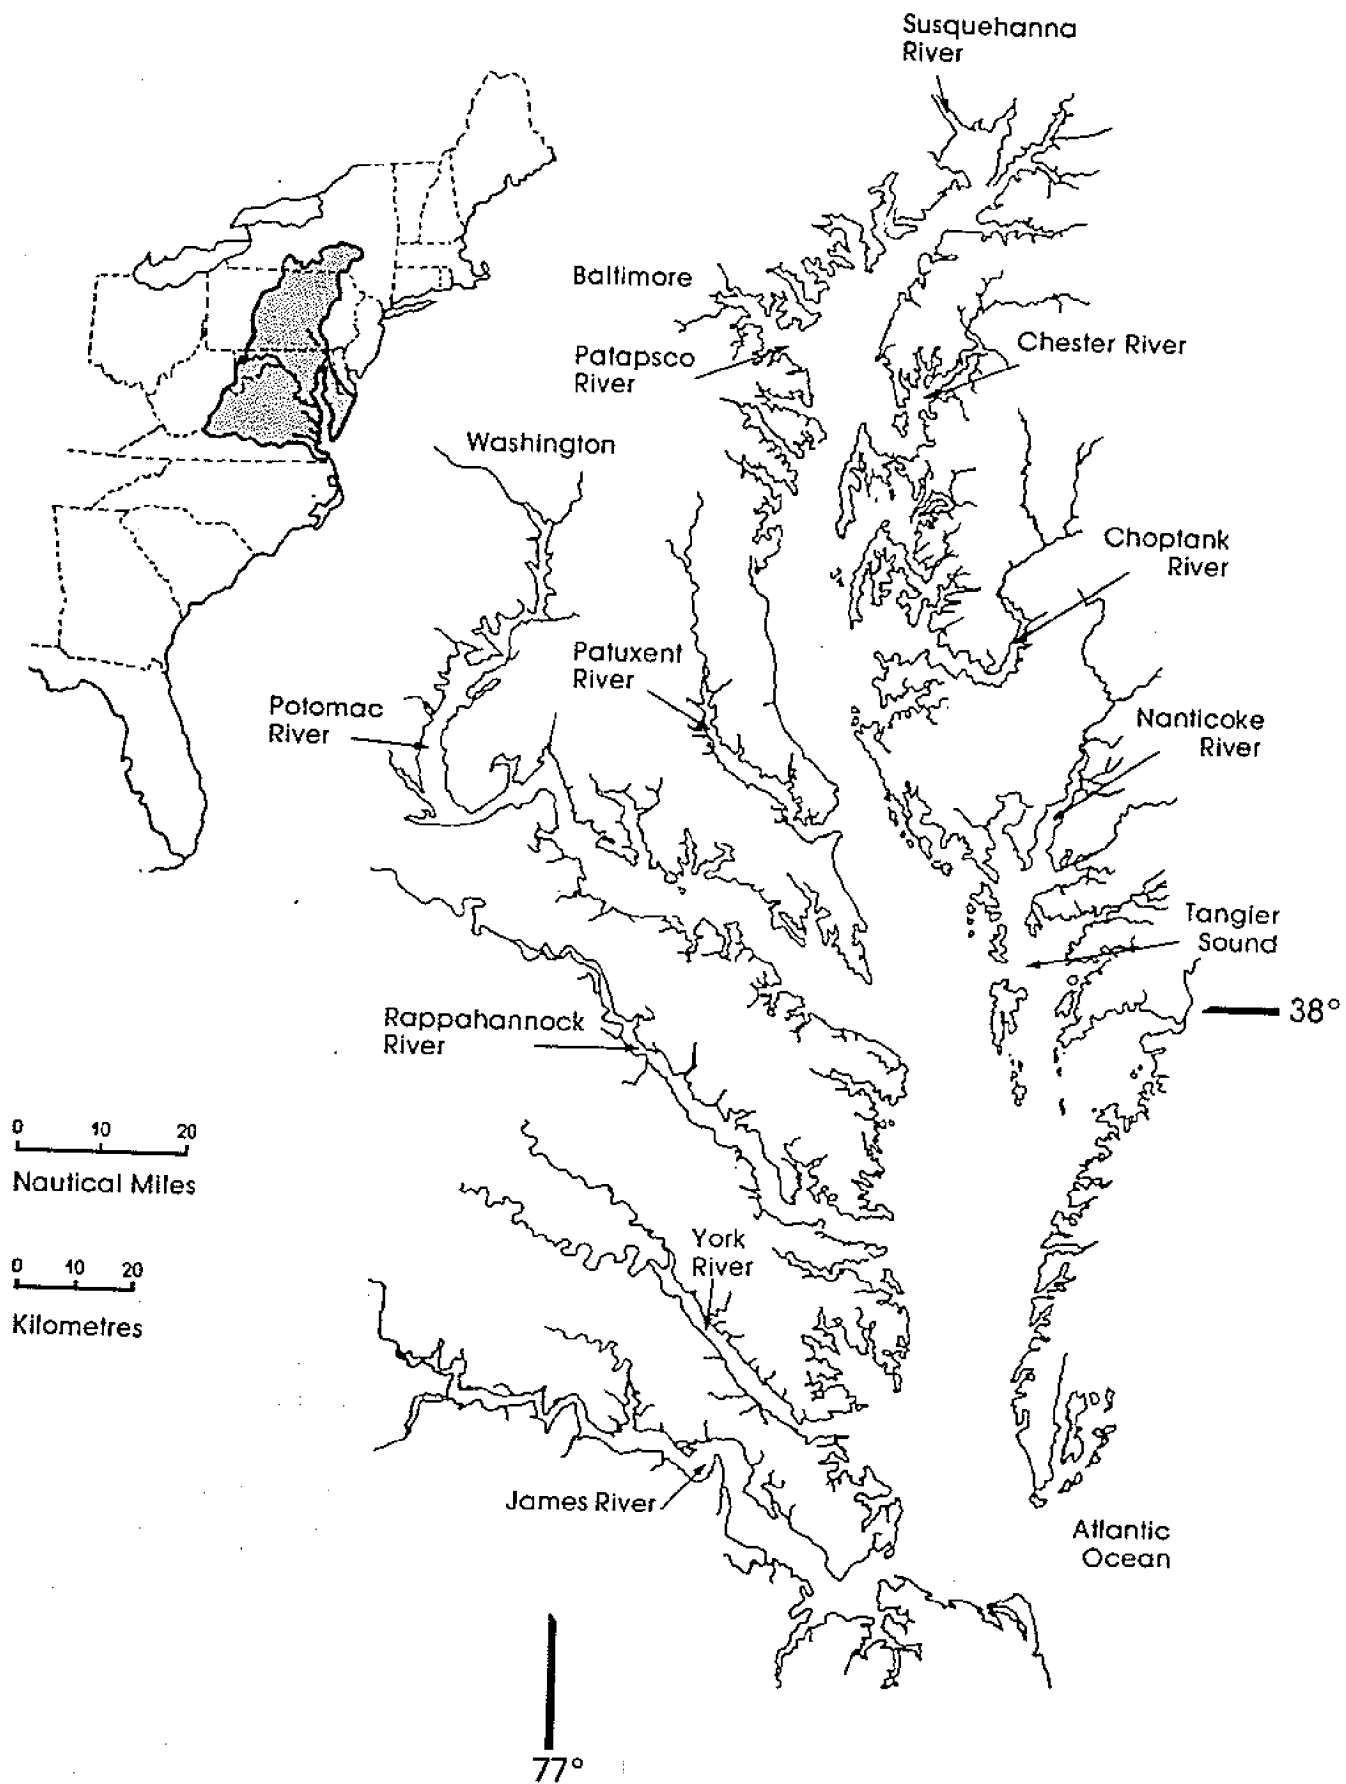 Susquehanna
River
Baltimore
Patapsco
River
Chester River
Washington
Choptank
River
Patuxent
River
Potomac
River
Nanticoke
River
Tangier
Sound
38°
Rappahannock
River
0 10 20
Nautical Miles
York
River
0 10 20
Kilometres
James River
Atlantic
Ocean
77°